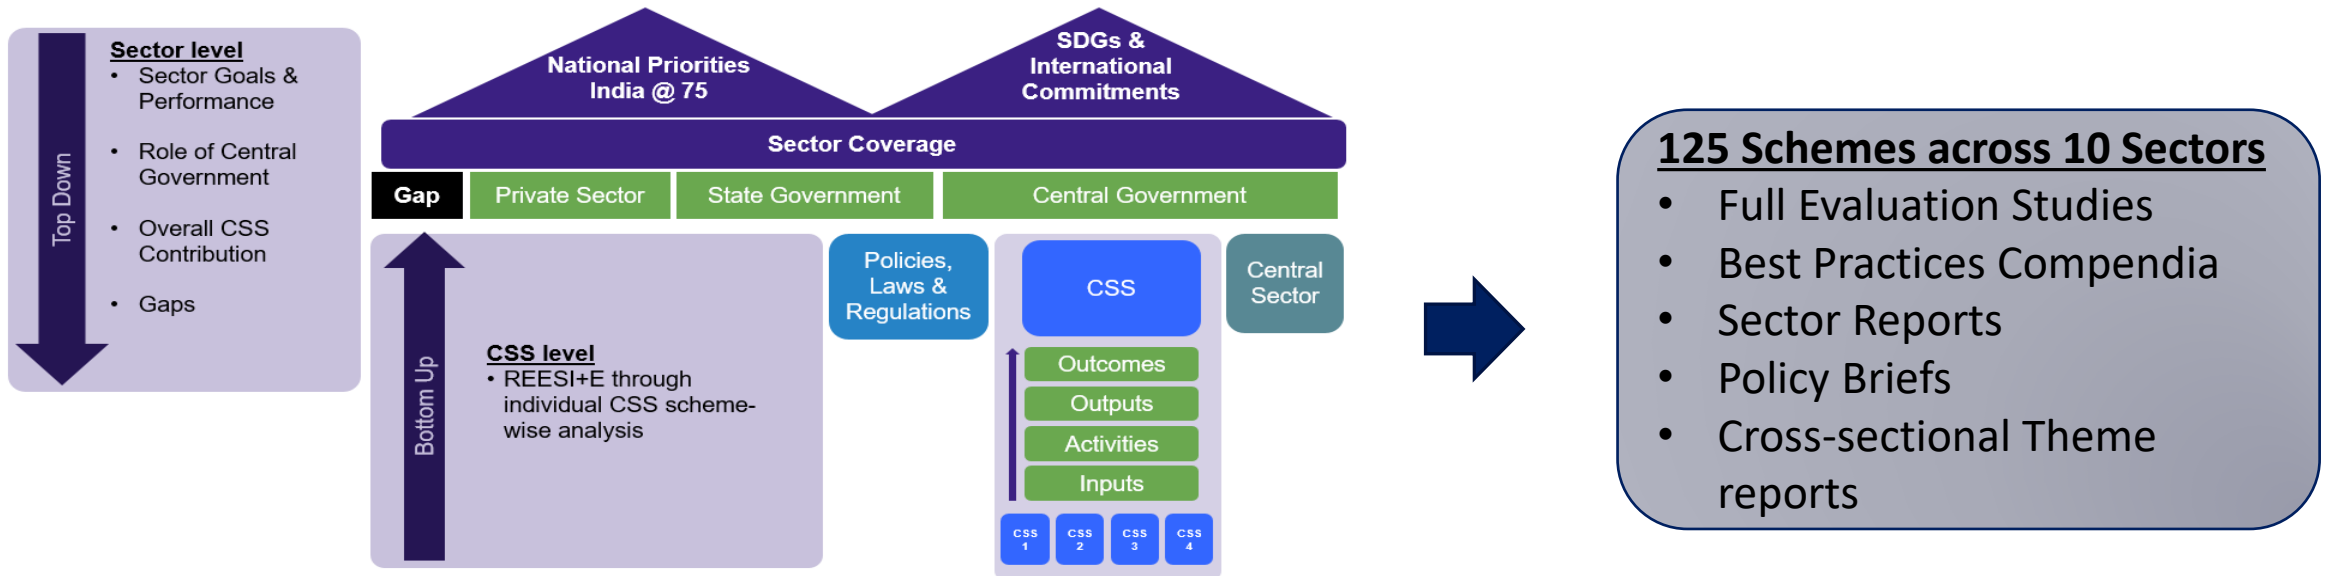 Top Down
Sector level
• Sector Goals &
Performance
• Role of Central
Government
• Overall CSS
Contribution
• Gaps
National Priorities
India @ 75
SDGs &
International
Commitments
Sector Coverage
Gap
Private Sector
State Government
Central Government
Bottom Up
CSS level
• REESI+E through
individual CSS scheme-
wise analysis
Policies,
Laws &
Regulations
CSS
Outcomes
Outputs
Activities
Inputs
CSS
1
CSS
2
CSS
3
CSS
4
Central
Sector
125 Schemes across 10 Sectors
• Full Evaluation Studies
• Best Practices Compendia
• Sector Reports
• Policy Briefs
• Cross-sectional Theme
reports